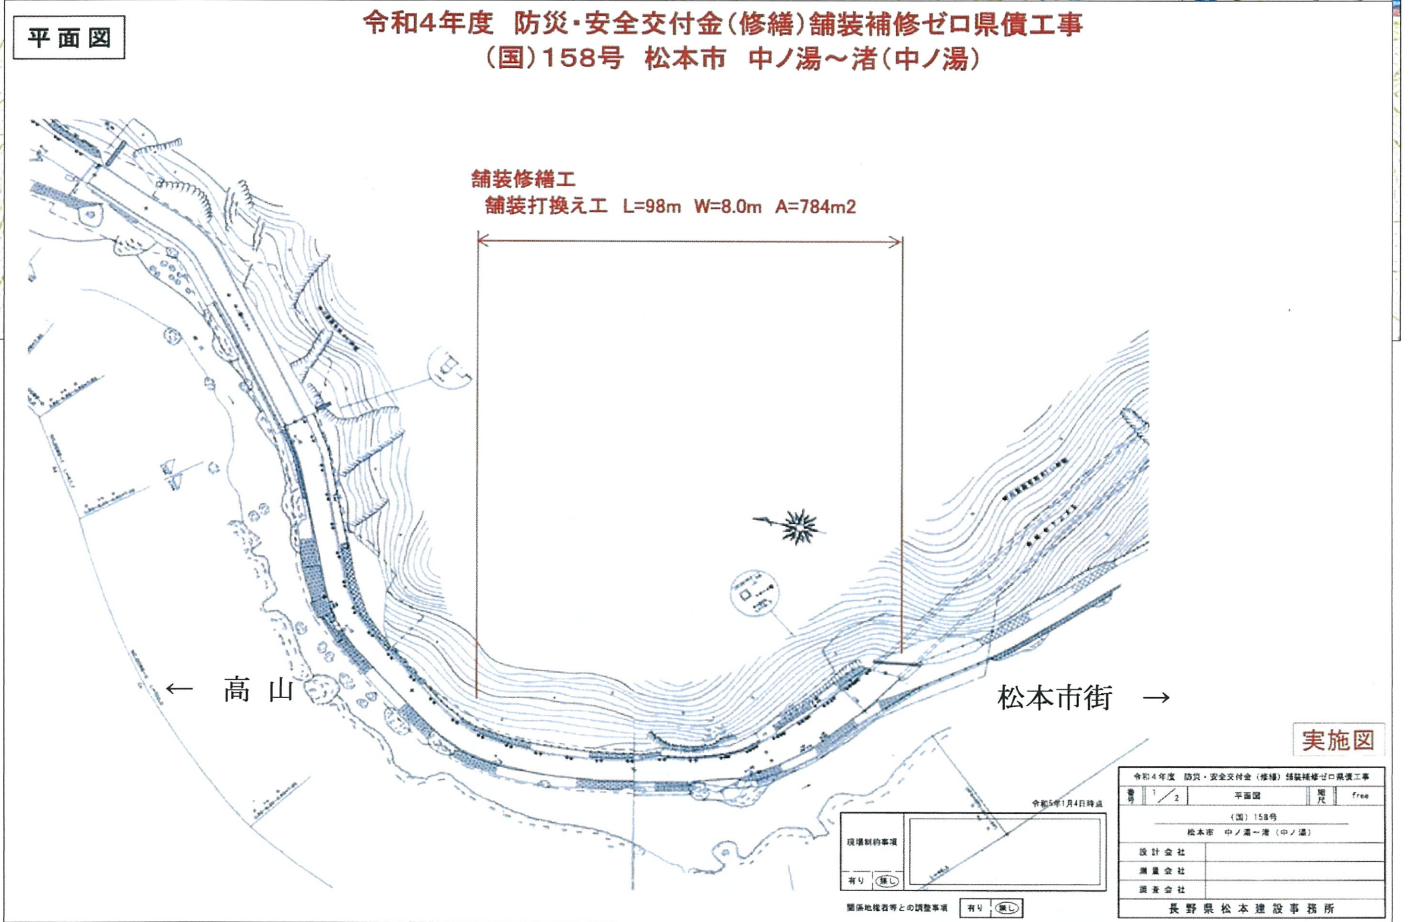 平面図
令和4年度 防災・安全交付金(修繕)舗装補修ゼロ県債工事
(国)158号 松本市 中ノ湯～渚(中ノ湯)
舗装修繕工
舗装打換え工 L=98m W=8.0m A=784m2
← 高 山
松本市街 →
実施図
令和5年1月4日時点
現場制約事項
有り 無し
関係地権者等との調整事項 有り 無し
令和4年度 防災・安全交付金(修繕)舗装補修ゼロ県債工事
番号 1/2 平面図 縮尺 free
(国)158号
松本市 中ノ湯～渚(中ノ湯)
設計会社
測量会社
調査会社
長野県松本建設事務所